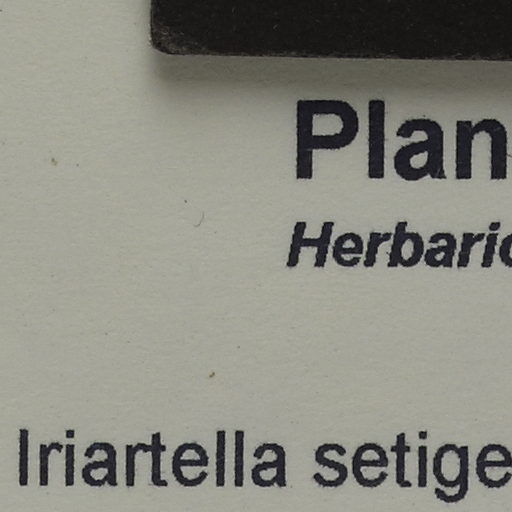 Plan
Herbario
Iriartella setige